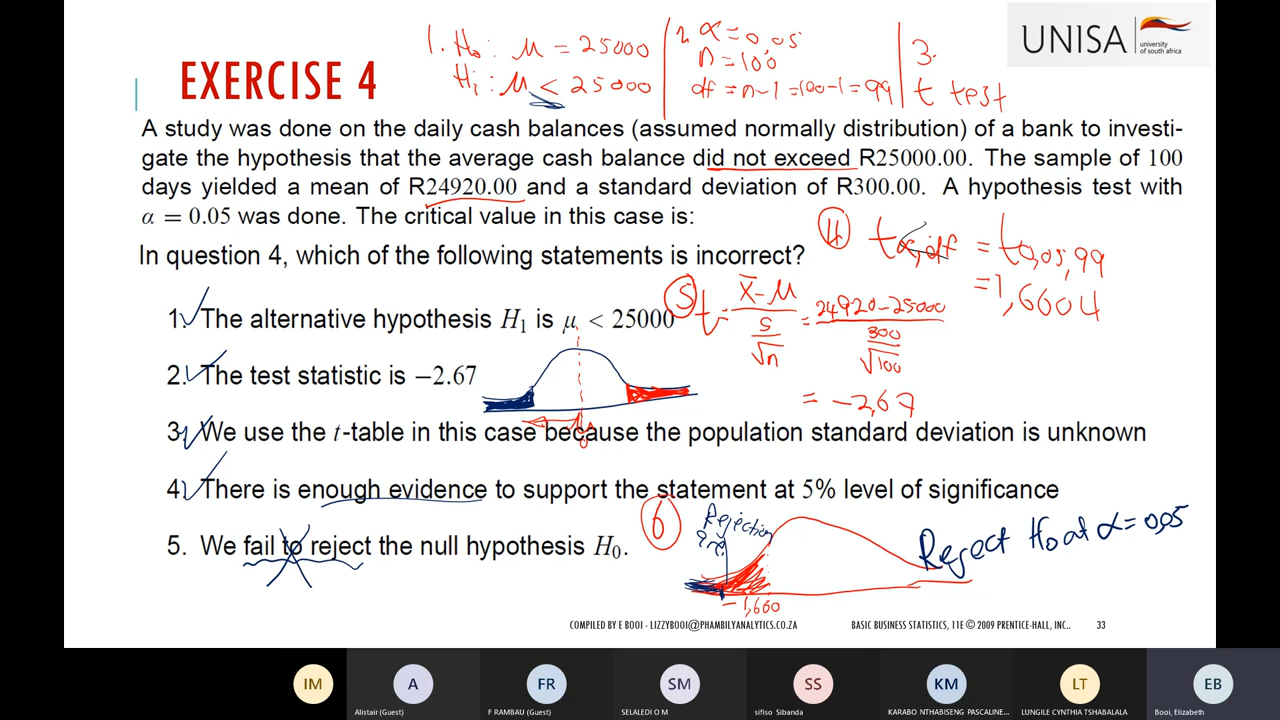 1. H₀: μ = 25000
H₁: μ < 25000
2. α = 0,05
n = 100
df = n-1 = 100-1 = 99
3.
t test
UNISA university of south africa
EXERCISE 4
A study was done on the daily cash balances (assumed normally distribution) of a bank to investi-
gate the hypothesis that the average cash balance did not exceed R25000.00. The sample of 100
days yielded a mean of R24920.00 and a standard deviation of R300.00. A hypothesis test with
α = 0.05 was done. The critical value in this case is:
In question 4, which of the following statements is incorrect?
4 tα,df = t0,05,99
= 1,6604
5 t = x̄ - μ / s/√n = 24920 - 25000 / 300/√100
= -2,67
1. The alternative hypothesis H₁ is μ < 25000
2. The test statistic is −2.67
3. We use the t-table in this case because the population standard deviation is unknown
4. There is enough evidence to support the statement at 5% level of significance
5. We fail to reject the null hypothesis H₀.
6 Rejection
-1,660
Reject H₀ at α = 0,05
COMPILED BY E BOOI - LIZZYBOOI@PHAMBILYANALYTICS.CO.ZA
BASIC BUSINESS STATISTICS, 11E © 2009 PRENTICE-HALL, INC..
33
IM
A
Alistair (Guest)
FR
F RAMBAU (Guest)
SM
SELALEDI O M
SS
sifiso Sibanda
KM
KARABO NTHABISENG PASCALINE...
LT
LUNGILE CYNTHIA TSHABALALA
EB
Booi, Elizabeth